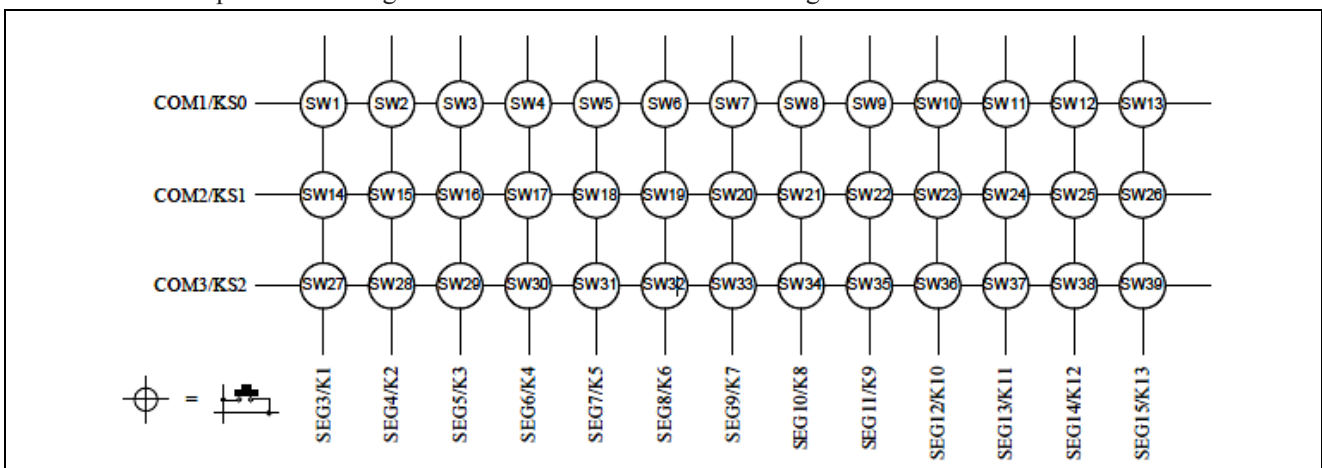 COM1/KS0 SW1 SW2 SW3 SW4 SW5 SW6 SW7 SW8 SW9 SW10 SW11 SW12 SW13
COM2/KS1 SW14 SW15 SW16 SW17 SW18 SW19 SW20 SW21 SW22 SW23 SW24 SW25 SW26
COM3/KS2 SW27 SW28 SW29 SW30 SW31 SW32 SW33 SW34 SW35 SW36 SW37 SW38 SW39
=
SEG3/K1
SEG4/K2
SEG5/K3
SEG6/K4
SEG7/K5
SEG8/K6
SEG9/K7
SEG10/K8
SEG11/K9
SEG12/K10
SEG13/K11
SEG14/K12
SEG15/K13